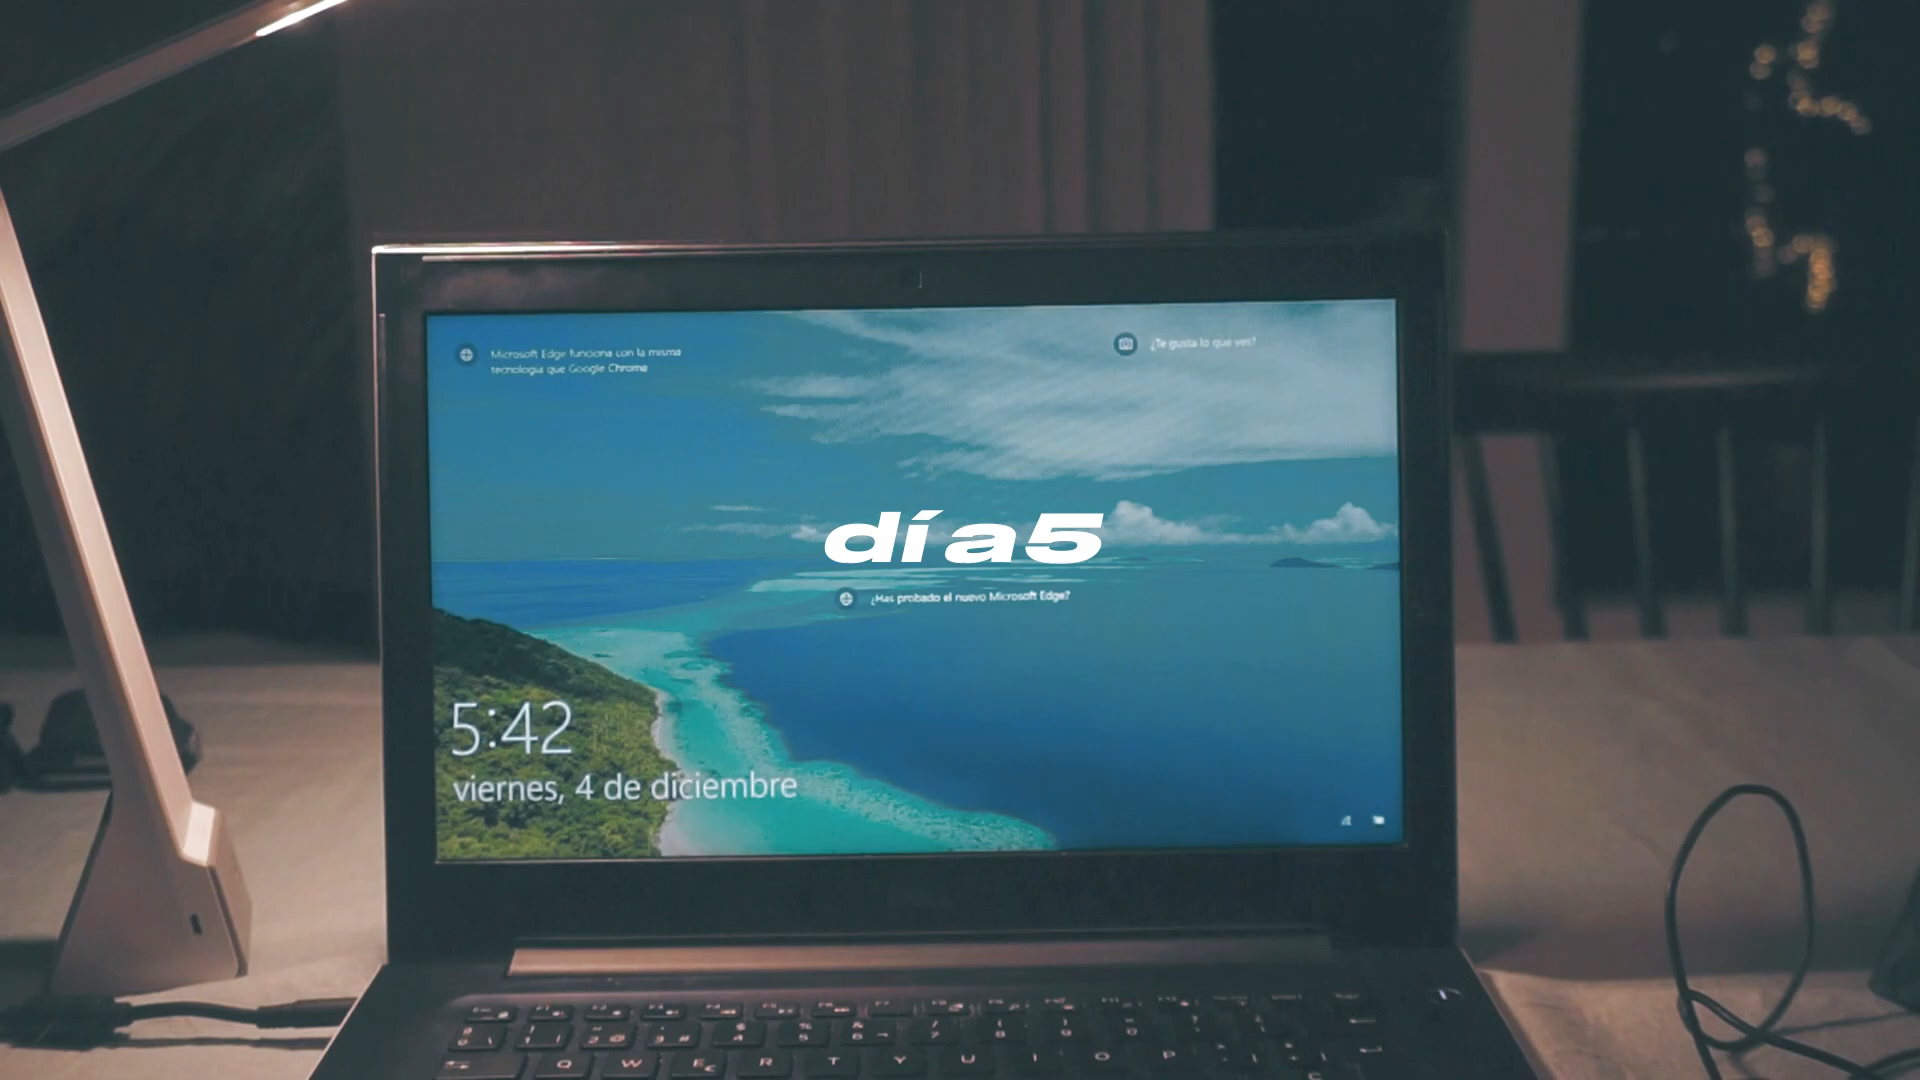 Microsoft Edge funciona con la misma
tecnología que Google Chrome
¿Te gusta lo que ves?
día5
¿Has probado el nuevo Microsoft Edge?
5:42
viernes, 4 de diciembre
Q W E € R T Y U I O P